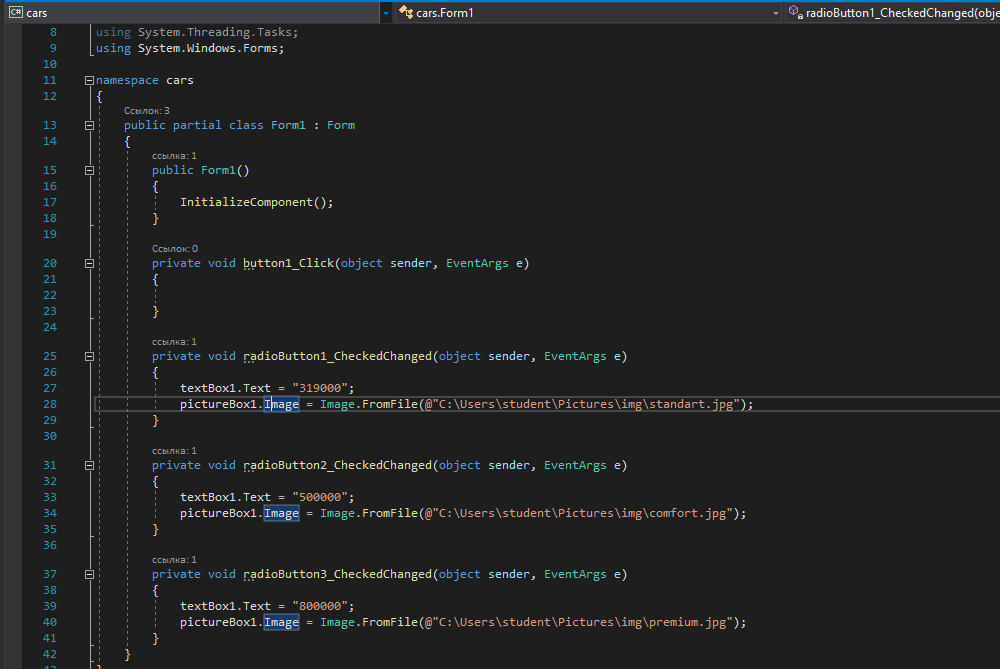 cars
cars.Form1
radioButton1_CheckedChanged(obje
8 using System.Threading.Tasks;
9 using System.Windows.Forms;
10
11 namespace cars
12 {
Ссылок: 3
13 public partial class Form1 : Form
14 {
ссылка: 1
15 public Form1()
16 {
17 InitializeComponent();
18 }
19
Ссылок: 0
20 private void button1_Click(object sender, EventArgs e)
21 {
22
23 }
24
ссылка: 1
25 private void radioButton1_CheckedChanged(object sender, EventArgs e)
26 {
27 textBox1.Text = "319000";
28 pictureBox1.Image = Image.FromFile(@"C:\Users\student\Pictures\img\standart.jpg");
29 }
30
ссылка: 1
31 private void radioButton2_CheckedChanged(object sender, EventArgs e)
32 {
33 textBox1.Text = "500000";
34 pictureBox1.Image = Image.FromFile(@"C:\Users\student\Pictures\img\comfort.jpg");
35 }
36
ссылка: 1
37 private void radioButton3_CheckedChanged(object sender, EventArgs e)
38 {
39 textBox1.Text = "800000";
40 pictureBox1.Image = Image.FromFile(@"C:\Users\student\Pictures\img\premium.jpg");
41 }
42 }